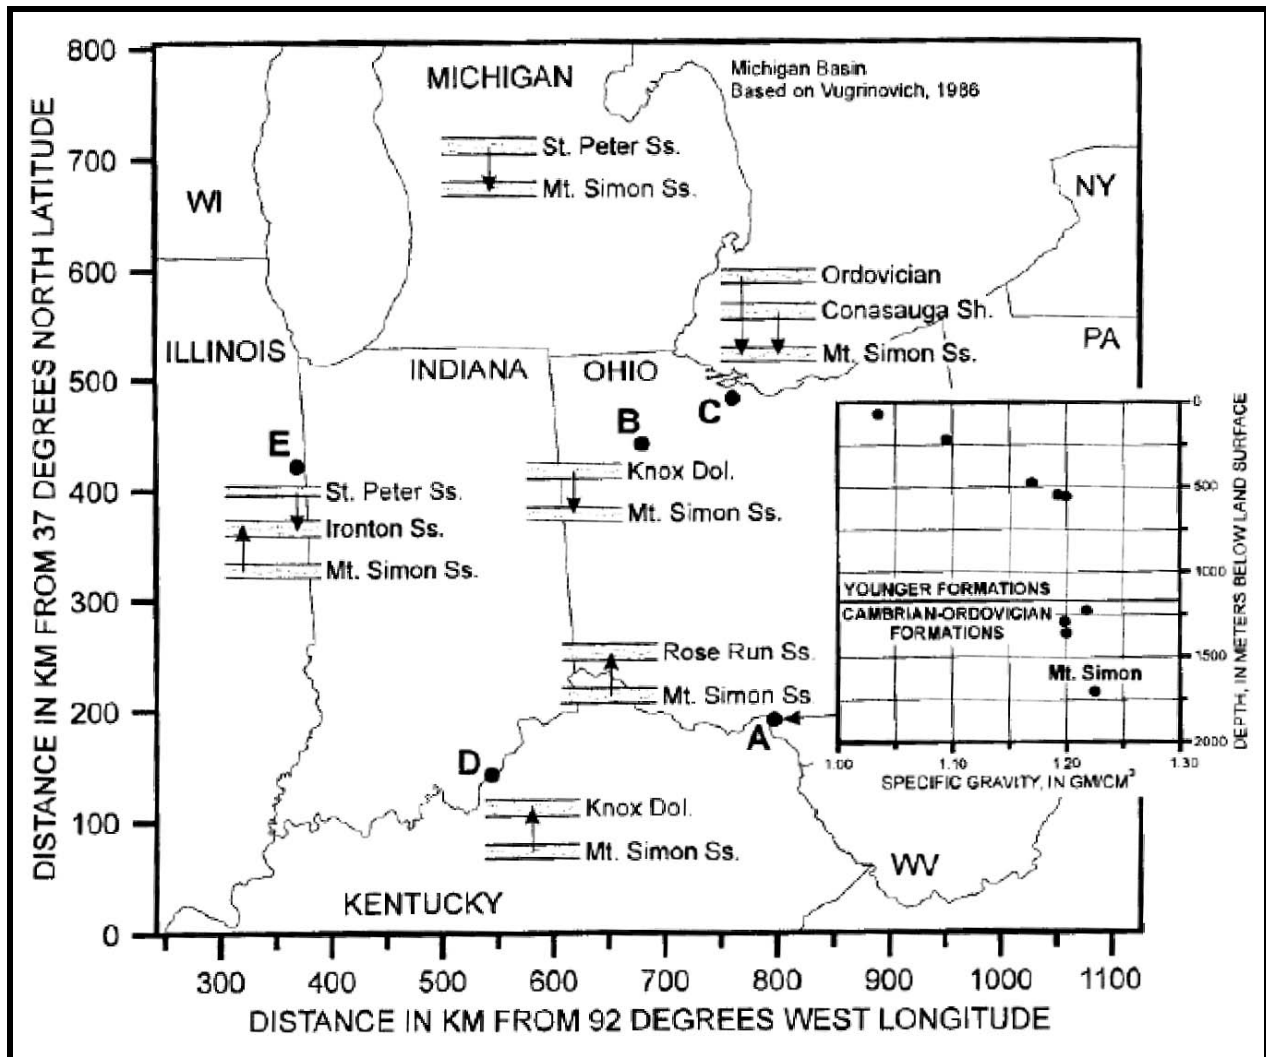 800
700
600
500
400
300
200
100
0
DISTANCE IN KM FROM 37 DEGREES NORTH LATITUDE
MICHIGAN
Michigan Basin
Based on Vugrinovich, 1986
St. Peter Ss.
Mt. Simon Ss.
WI
NY
Ordovician
Conasauga Sh.
Mt. Simon Ss.
PA
ILLINOIS
INDIANA
OHIO
C
B
E
Knox Dol.
Mt. Simon Ss.
St. Peter Ss.
Ironton Ss.
Mt. Simon Ss.
Rose Run Ss.
Mt. Simon Ss
A
D
Knox Dol.
Mt. Simon Ss.
WV
KENTUCKY
0
500
1000
1500
2000
DEPTH, IN METERS BELOW LAND SURFACE
YOUNGER FORMATIONS
CAMBRIAN-ORDOVICIAN
FORMATIONS
Mt. Simon
1.00 1.10 1.20 1.30
SPECIFIC GRAVITY, IN GM/CM³
300 400 500 600 700 800 900 1000 1100
DISTANCE IN KM FROM 92 DEGREES WEST LONGITUDE